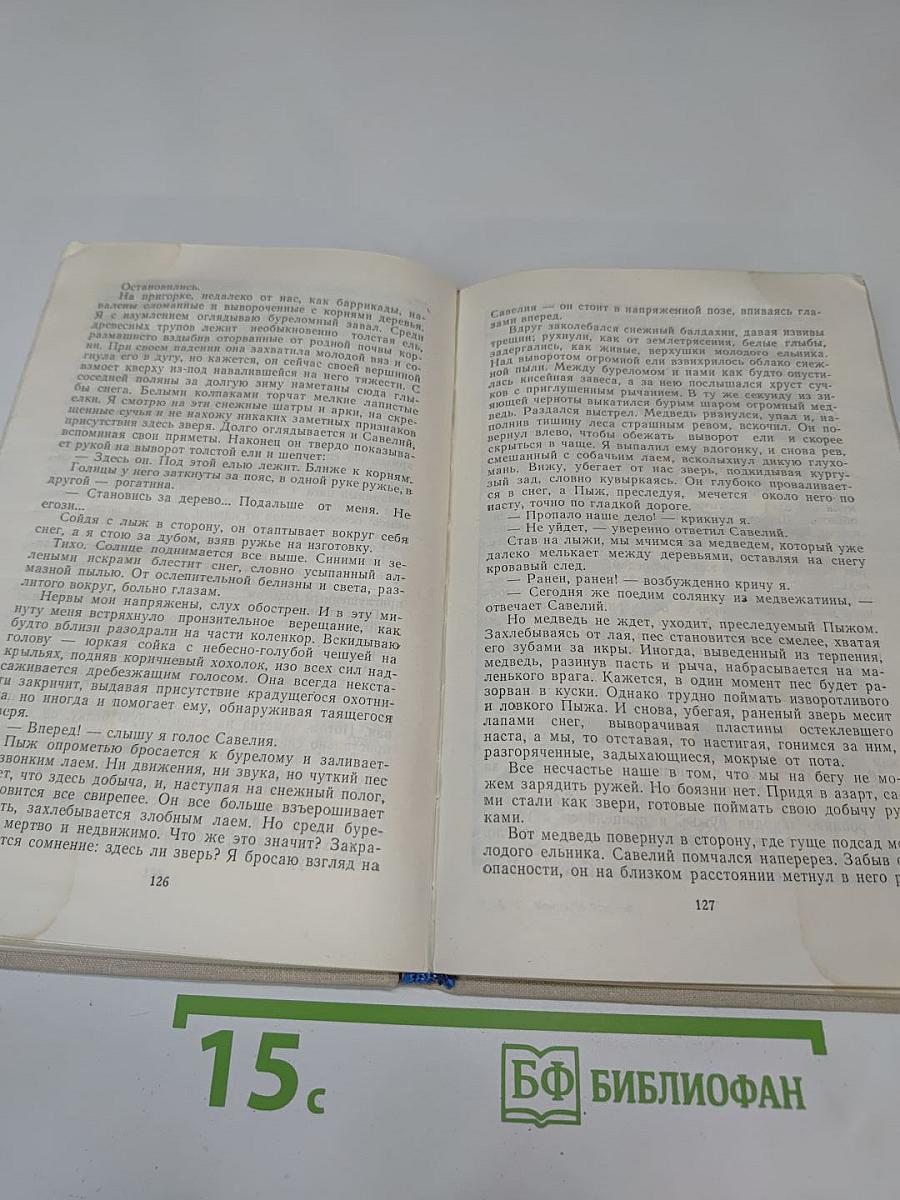 Остановились.
На пригорке, недалеко от нас, как баррикады, на-
валены сломанные и вывороченные с корнями деревья.
Я с изумлением оглядываю буреломный завал. Среди
древесных трупов лежит необыкновенно толстая ель,
размашисто вздыбив оторванные от родной почвы кор-
ни. При своем падении она захватила молодой вяз и со-
гнула его в дугу, но кажется, он сейчас своей вершиной
взмоет кверху из-под навалившейся на него тяжести. С
соседней поляны за долгую зиму наметаны сюда глы-
бы снега. Белыми колпаками торчат мелкие лапистые
елки. Я смотрю на эти снежные шатры и арки, на скре-
щенные сучья и не нахожу никаких заметных признаков
присутствия здесь зверя. Долго оглядывается и Савелий,
вспоминая свои приметы. Наконец он твердо показыва-
ет рукой на выворот толстой ели и шепчет:
— Здесь он. Под этой елью лежит. Ближе к корням.
Голицы у него заткнуты за пояс, в одной руке ружье, в
другой — рогатина.
— Становись за дерево... Подальше от меня. Не
егози...
Сойдя с лыж в сторону, он отаптывает вокруг себя
снег, а я стою за дубом, взяв ружье на изготовку.
Тихо. Солнце поднимается все выше. Синими и зе-
леными искрами блестит снег, словно усыпанный ал-
мазной пылью. От ослепительной белизны и света, раз-
литого вокруг, больно глазам.
Нервы мои напряжены, слух обострен. И в эту ми-
нуту меня встряхнуло пронзительное верещание, как
будто вблизи разодрали на части коленкор. Вскидываю
голову — юркая сойка с небесно-голубой чешуей на
крыльях, подняв коричневый хохолок, изо всех сил над-
саживается дребезжащим голосом. Она всегда некста-
ти закричит, выдавая присутствие крадущегося охотни-
ка, но иногда и помогает ему, обнаруживая таящегося
зверя.
— Вперед! — слышу я голос Савелия.
Пыж опрометью бросается к бурелому и заливает-
звонким лаем. Ни движения, ни звука, но чуткий пес
ет, что здесь добыча, и, наступая на снежный полог,
овится все свирепее. Он все больше взъерошивает
ть, захлебывается злобным лаем. Но среди буре-
мертво и недвижимо. Что же это значит? Закра-
тся сомнение: здесь ли зверь? Я бросаю взгляд на
126
Савелия — он стоит в напряженной позе, впиваясь гла-
зами вперед.
Вдруг заколебался снежный балдахин, давая извивы
трещин; рухнули, как от землетрясения, белые глыбы,
задергались, как живые, верхушки молодого ельника.
Над выворотом огромной ели взвихрилось облако снеж-
ной пыли. Между буреломом и нами как будто опусти-
лась кисейная завеса, а за нею послышался хруст суч-
ков с приглушенным рычанием. В ту же секунду из зи-
яющей черноты выкатился бурым шаром огромный мед-
ведь. Раздался выстрел. Медведь рванулся, упал и, на-
полнив тишину леса страшным ревом, вскочил. Он по-
вернул влево, чтобы обежать выворот ели и скорее
скрыться в чаще. Я выпалил ему вдогонку, и снова рев,
смешанный с собачьим лаем, всколыхнул дикую глухо-
мань. Вижу, убегает от нас зверь, подкидывая кургу-
зый зад, словно кувыркаясь. Он глубоко проваливает-
ся в снег, а Пыж, преследуя, мечется около него по
насту, точно по гладкой дороге.
— Пропало наше дело! — крикнул я.
— Не уйдет, — уверенно ответил Савелий.
Став на лыжи, мы мчимся за медведем, который уже
далеко мелькает между деревьями, оставляя на снегу
кровавый след.
— Ранен, ранен! — возбужденно кричу я.
— Сегодня же поедим солянку из медвежатины, —
отвечает Савелий.
Но медведь не ждет, уходит, преследуемый Пыжом.
Захлебываясь от лая, пес становится все смелее, хватая
его зубами за икры. Иногда, выведенный из терпения,
медведь, разинув пасть и рыча, набрасывается на ма-
ленького врага. Кажется, в один момент пес будет ра-
зорван в куски. Однако трудно поймать изворотливого
и ловкого Пыжа. И снова, убегая, раненый зверь месит
лапами снег, выворачивая пластины остеклевшего
наста, а мы, то отставая, то настигая, гонимся за ним,
разгоряченные, задыхающиеся, мокрые от пота.
Все несчастье наше в том, что мы на бегу не мо-
жем зарядить ружей. Но боязни нет. Придя в азарт, са-
ми стали как звери, готовые поймать свою добычу ру
ками.
Вот медведь повернул в сторону, где гуще подсад мо
лодого ельника. Савелий помчался наперерез. Забыв о
опасности, он на близком расстоянии метнул в него р
127
15 с
БФ БИБЛИОФАН